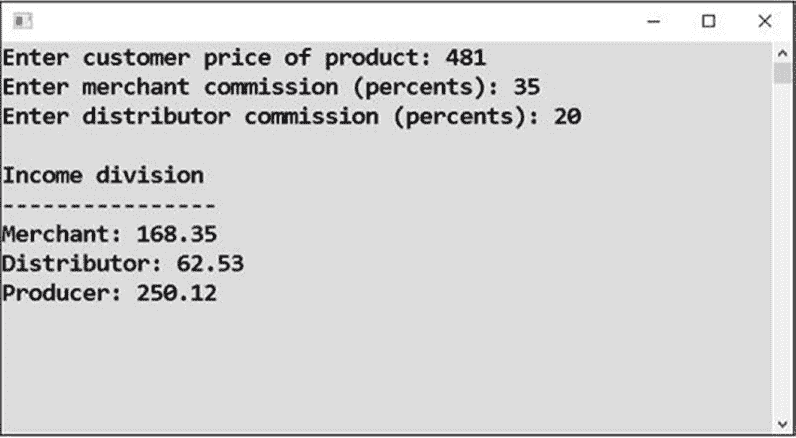 Enter customer price of product: 481
Enter merchant commission (percents): 35
Enter distributor commission (percents): 20
Income division
----------------
Merchant: 168.35
Distributor: 62.53
Producer: 250.12